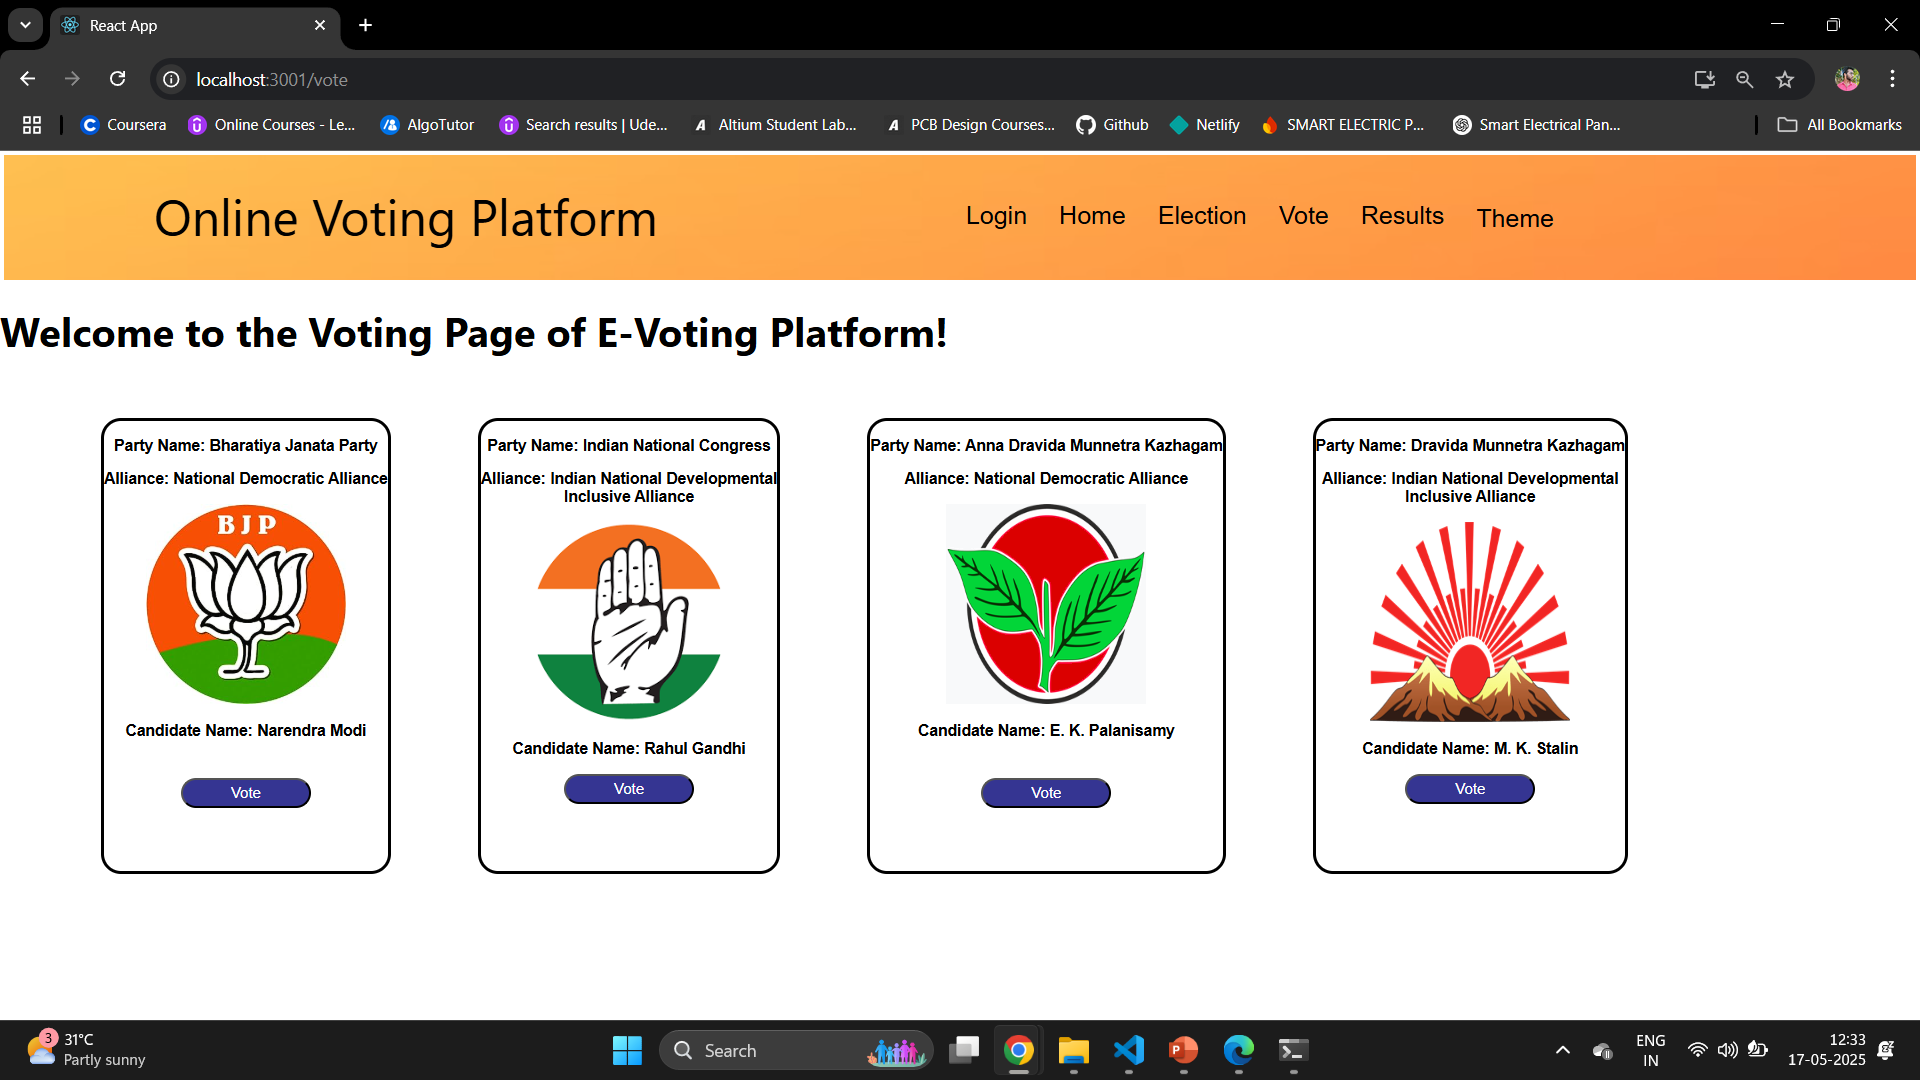 React App
localhost:3001/vote
Coursera
Online Courses - Le...
AlgoTutor
Search results | Ude...
Altium Student Lab...
PCB Design Courses...
Github
Netlify
SMART ELECTRIC P...
Smart Electrical Pan...
All Bookmarks
Online Voting Platform
Login Home Election Vote Results Theme
Welcome to the Voting Page of E-Voting Platform!
Party Name: Bharatiya Janata Party
Alliance: National Democratic Alliance
BJP
Candidate Name: Narendra Modi
Vote
Party Name: Indian National Congress
Alliance: Indian National Developmental
Inclusive Alliance
Candidate Name: Rahul Gandhi
Vote
Party Name: Anna Dravida Munnetra Kazhagam
Alliance: National Democratic Alliance
Candidate Name: E. K. Palanisamy
Vote
Party Name: Dravida Munnetra Kazhagam
Alliance: Indian National Developmental
Inclusive Alliance
Candidate Name: M. K. Stalin
Vote
3
31°C
Partly sunny
Search
ENG
IN
12:33
17-05-2025